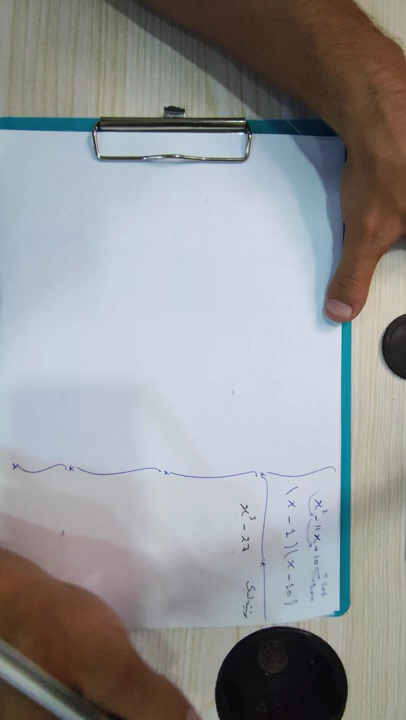 x² - 11x + 10
(x - 1)(x - 10)
x³ - 27